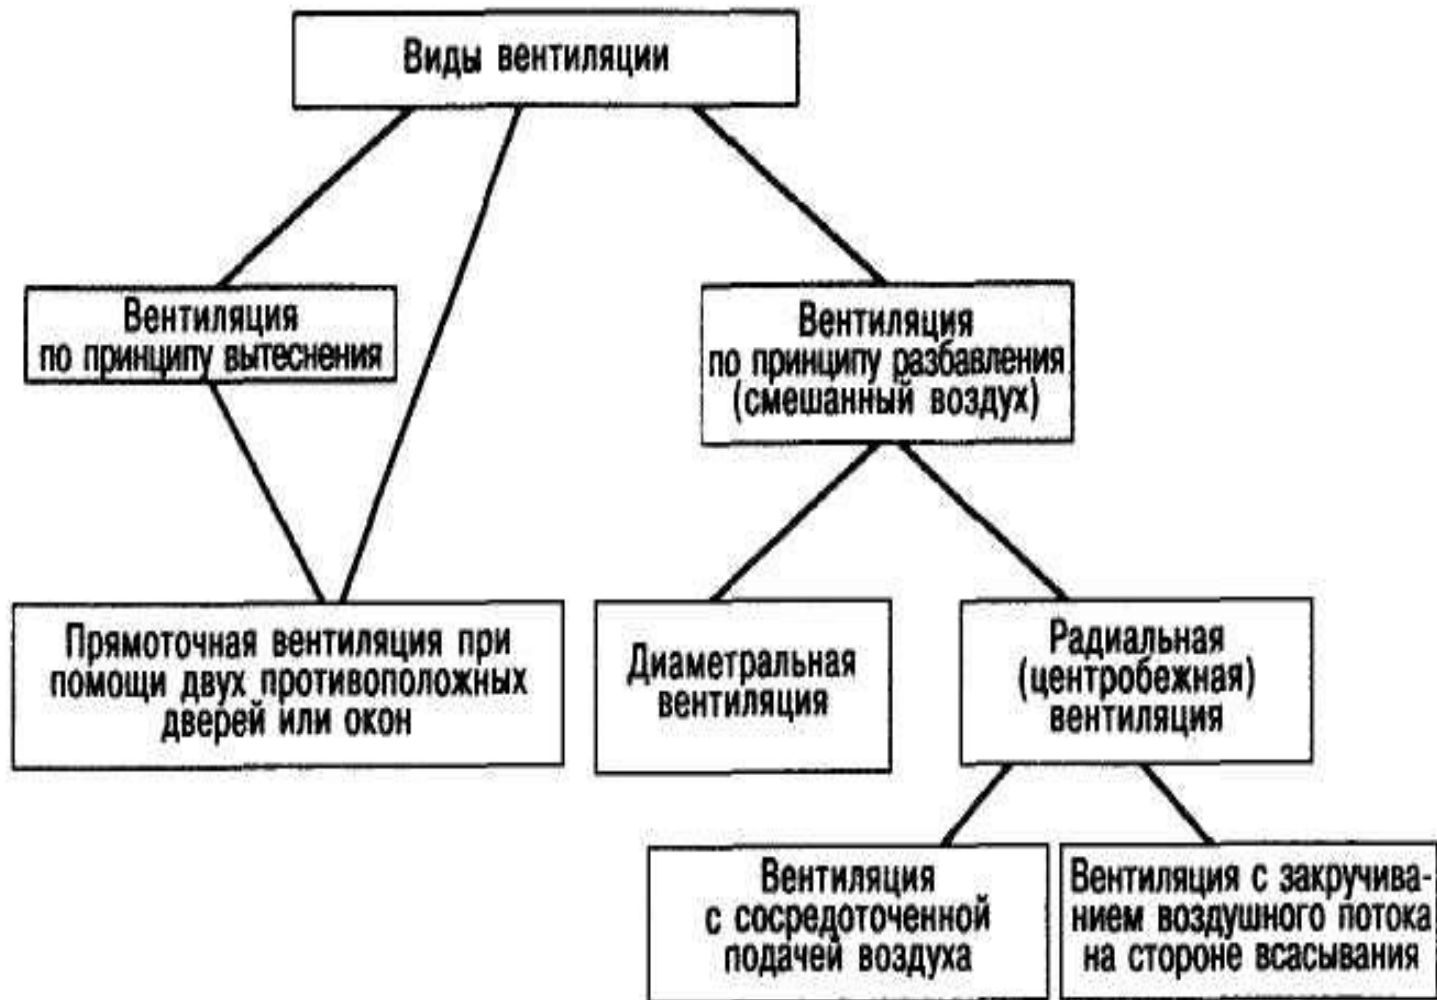 Виды вентиляции
Вентиляция
по принципу вытеснения
Вентиляция
по принципу разбавления
(смешанный воздух)
Прямоточная вентиляция при
помощи двух противоположных
дверей или окон
Диаметральная
вентиляция
Радиальная
(центробежная)
вентиляция
Вентиляция
с сосредоточенной
подачей воздуха
Вентиляция с закручива-
нием воздушного потока
на стороне всасывания